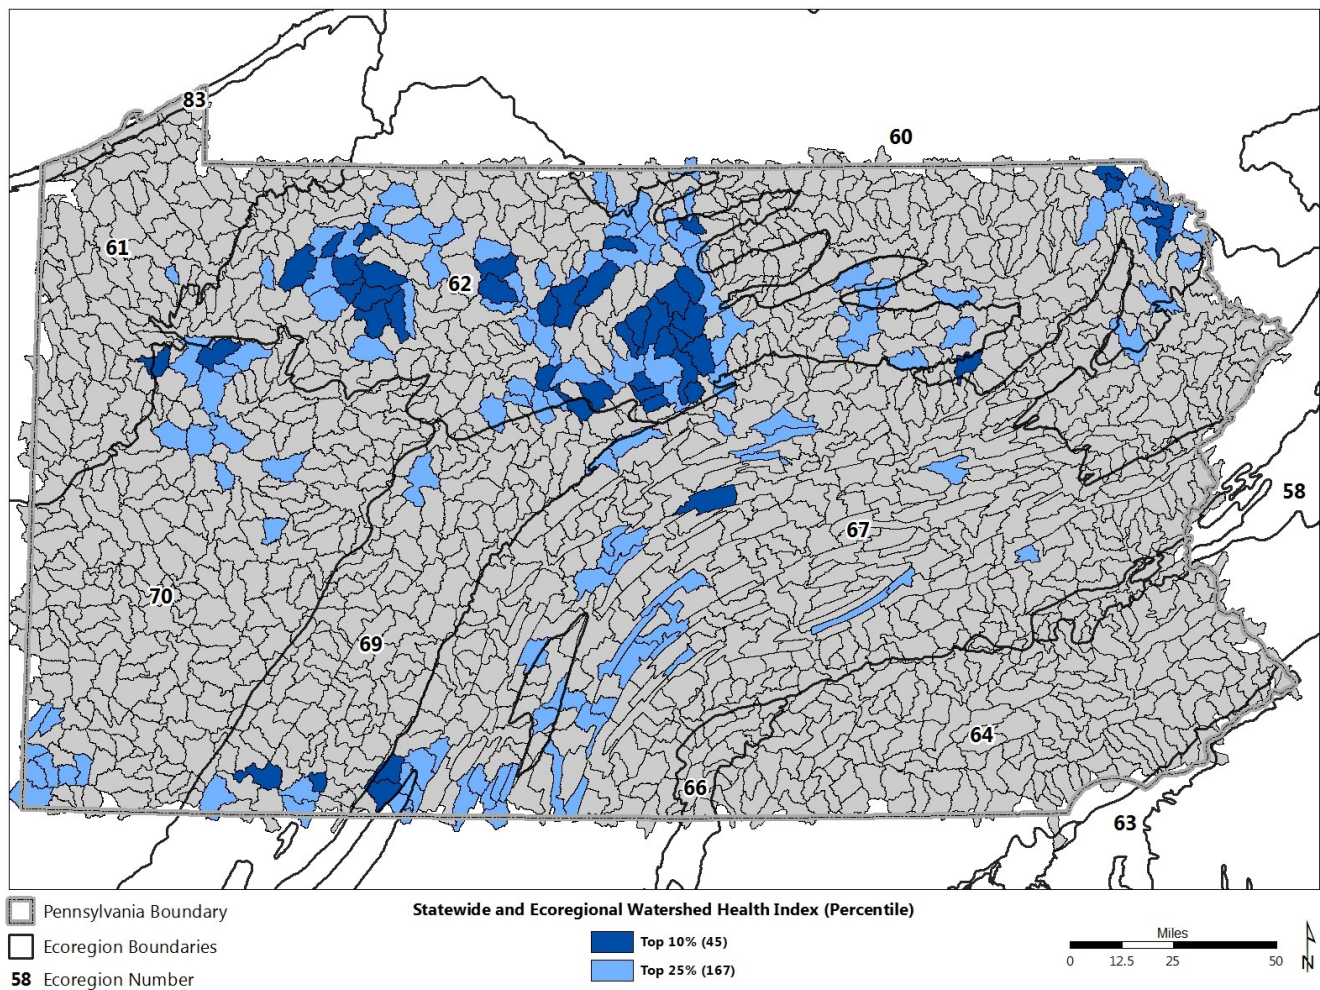 83
60
61
62
58
67
70
69
64
66
63
Pennsylvania Boundary
Ecoregion Boundaries
58 Ecoregion Number
Statewide and Ecoregional Watershed Health Index (Percentile)
Top 10% (45)
Top 25% (167)
Miles
0 12.5 25 50
N